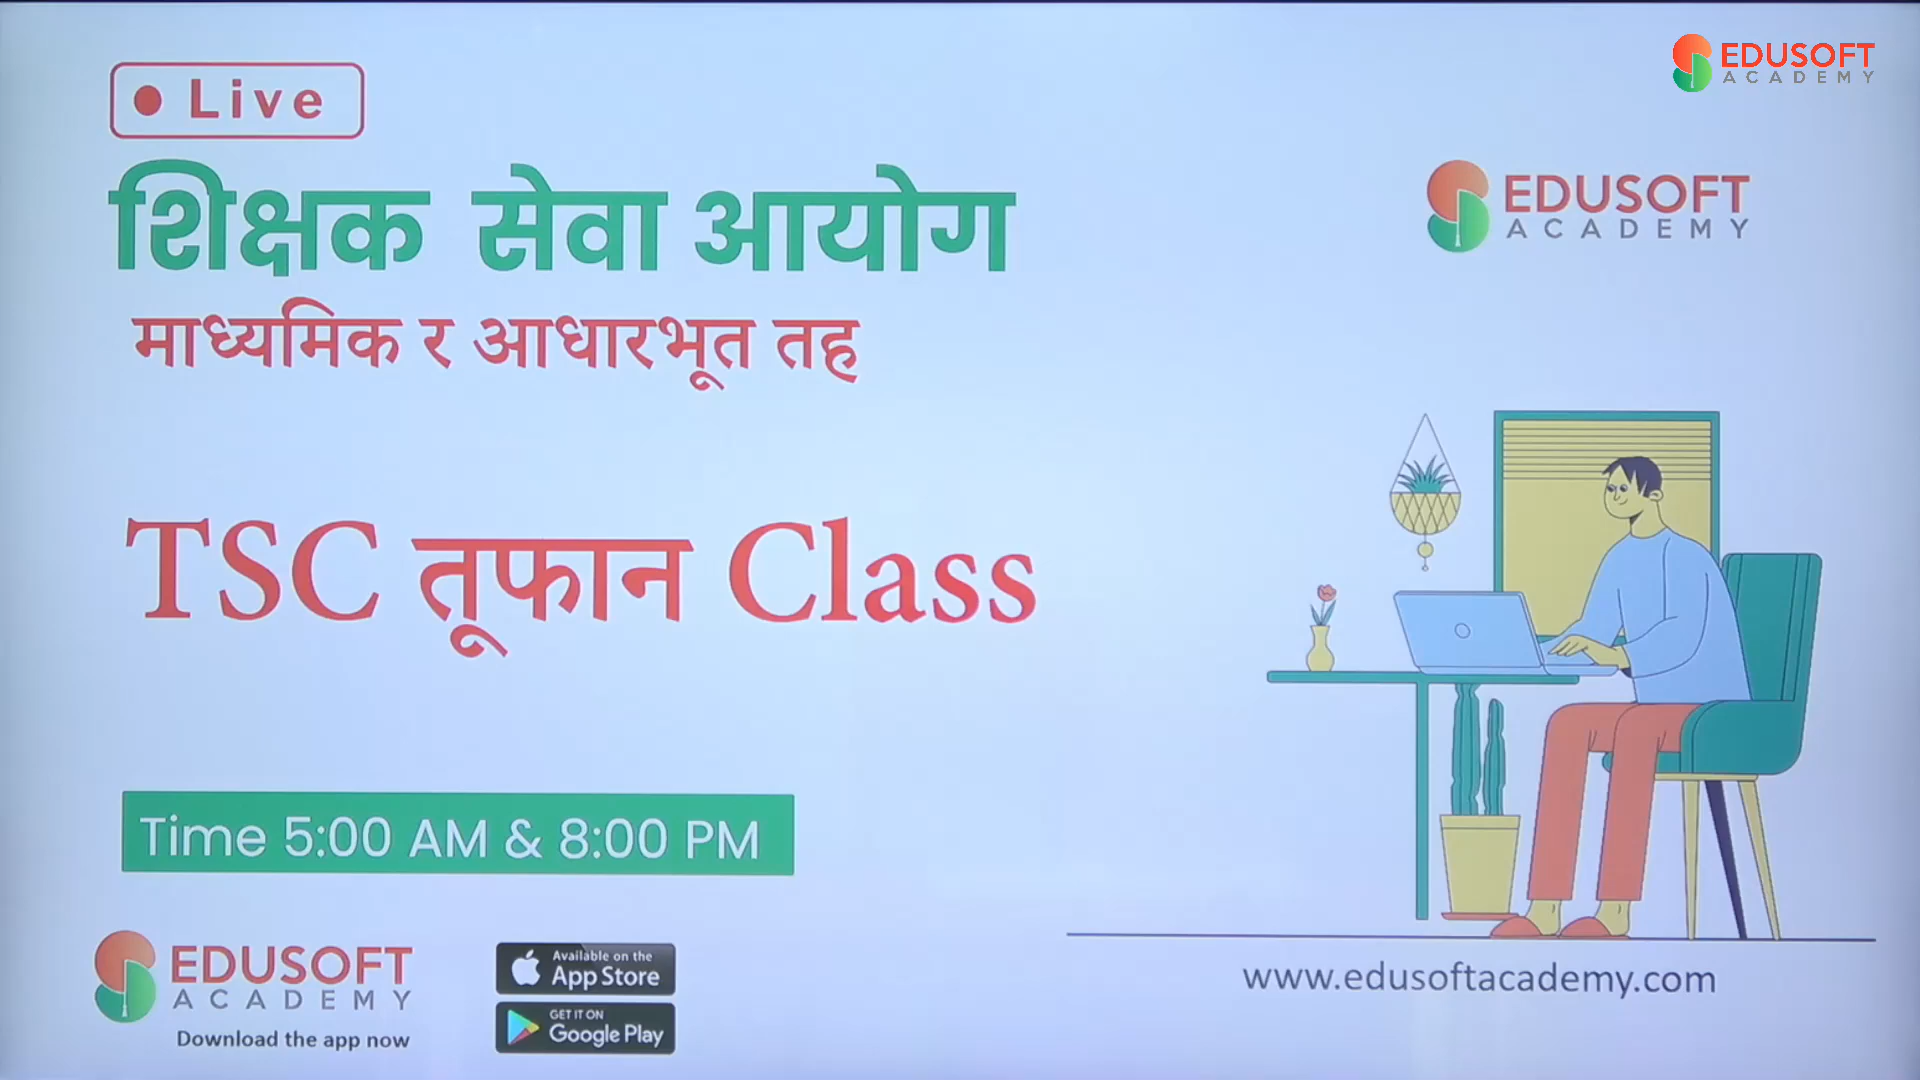 EDUSOFT
ACADEMY
Live
शिक्षक सेवा आयोग
EDUSOFT
ACADEMY
माध्यमिक र आधारभूत तह
TSC तूफान Class
Time 5:00 AM & 8:00 PM
EDUSOFT
ACADEMY
Download the app now
Available on the
App Store
GET IT ON
Google Play
www.edusoftacademy.com